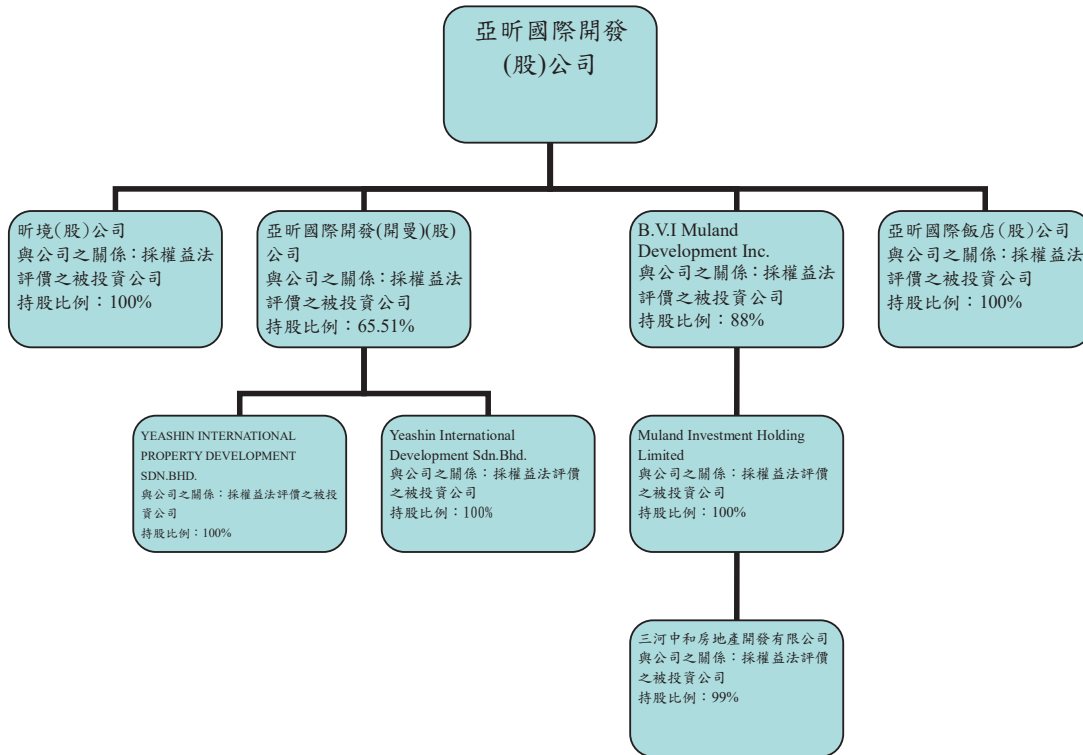 亞昕國際開發
(股)公司
昕境(股)公司
與公司之關係：採權益法
評價之被投資公司
持股比例：100%
亞昕國際開發(開曼)(股)
公司
與公司之關係：採權益法
評價之被投資公司
持股比例：65.51%
B.V.I Muland
Development Inc.
與公司之關係：採權益法
評價之被投資公司
持股比例：88%
亞昕國際飯店(股)公司
與公司之關係：採權益法
評價之被投資公司
持股比例：100%
YEASHIN INTERNATIONAL
PROPERTY DEVELOPMENT
SDN.BHD.
與公司之關係：採權益法評價之被投
資公司
持股比例：100%
Yeashin International
Development Sdn.Bhd.
與公司之關係：採權益法評價
之被投資公司
持股比例：100%
Muland Investment Holding
Limited
與公司之關係：採權益法評價
之被投資公司
持股比例：100%
三河中和房地產開發有限公司
與公司之關係：採權益法評價
之被投資公司
持股比例：99%